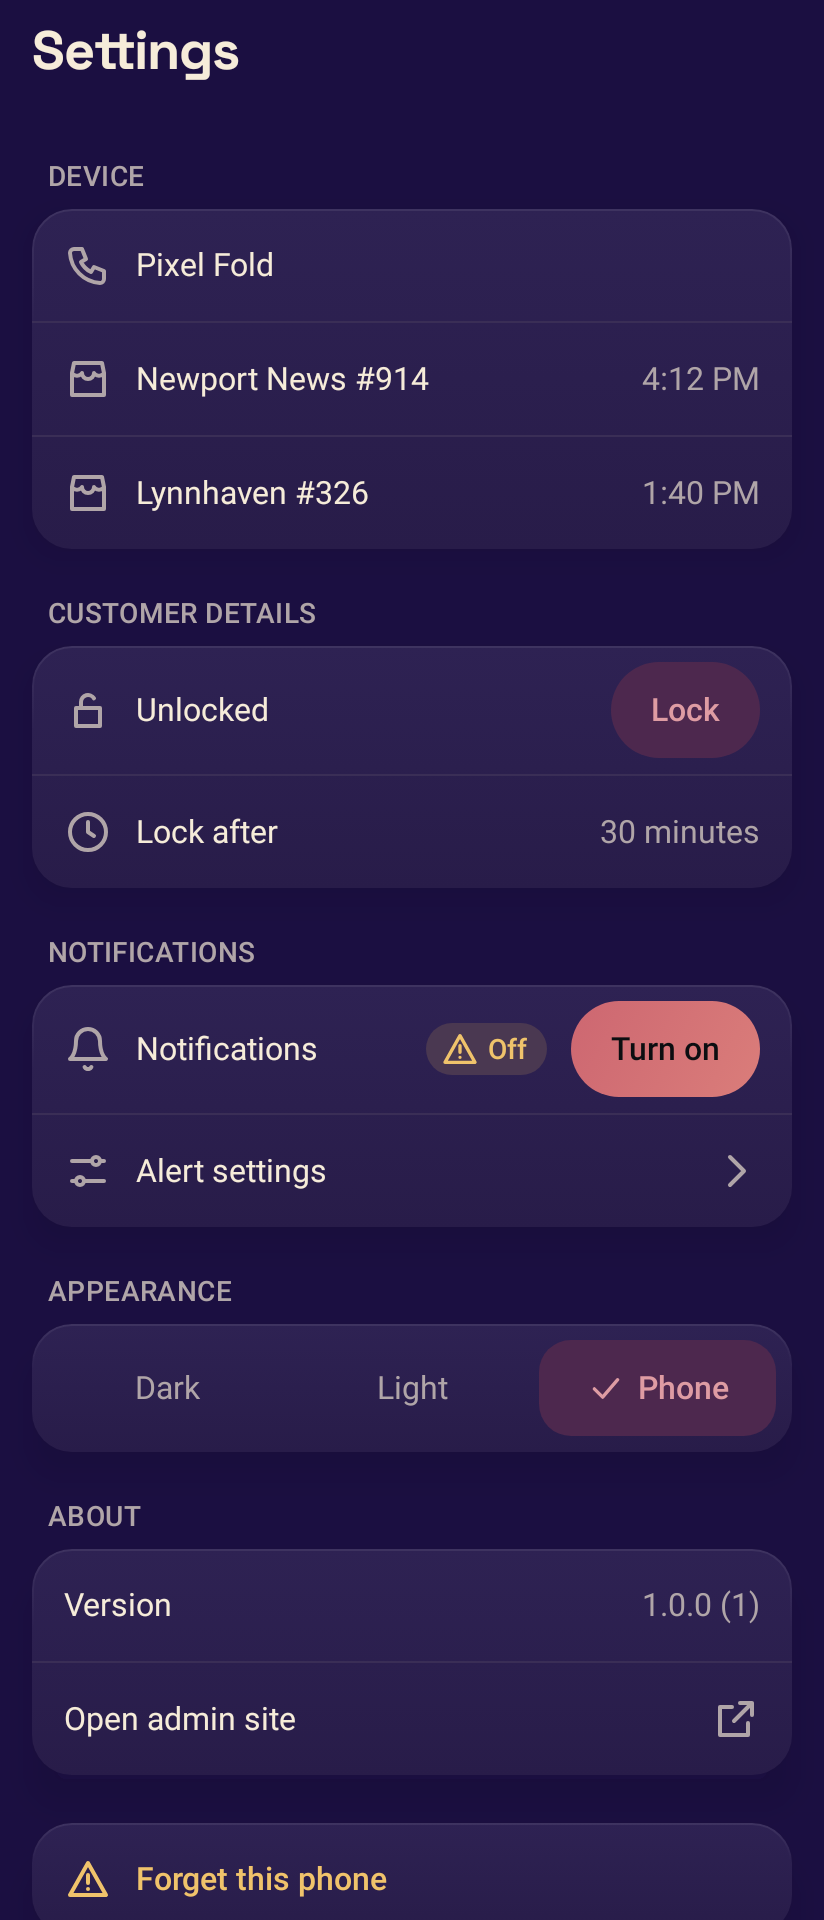 Settings
DEVICE
Pixel Fold
Newport News #914 4:12 PM
Lynnhaven #326 1:40 PM
CUSTOMER DETAILS
Unlocked Lock
Lock after 30 minutes
NOTIFICATIONS
Notifications Off Turn on
Alert settings
APPEARANCE
Dark Light Phone
ABOUT
Version 1.0.0 (1)
Open admin site
Forget this phone